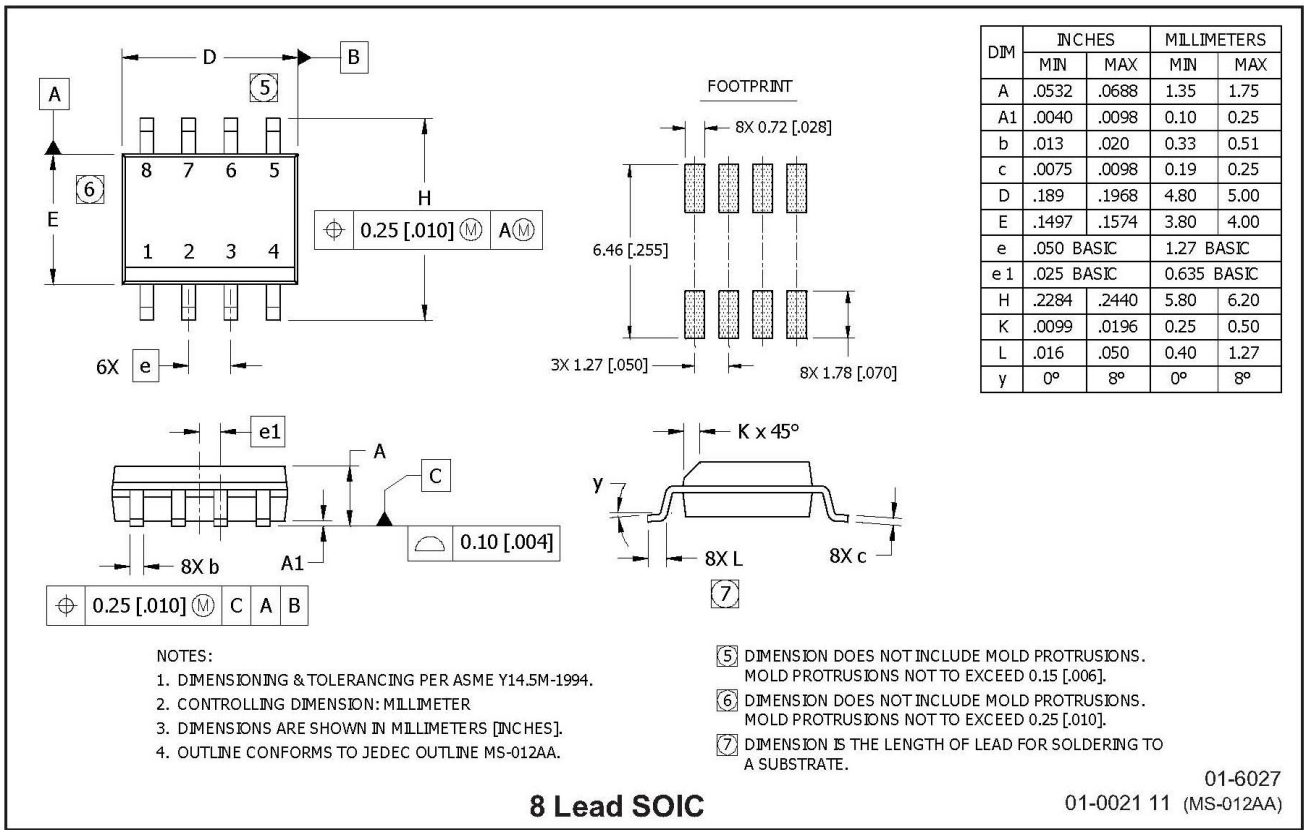 D
B
5
A
8 7 6 5
6
E
H
0.25 [.010] Ⓜ AⓂ
1 2 3 4
6X e
FOOTPRINT
8X 0.72 [.028]
6.46 [.255]
3X 1.27 [.050]
8X 1.78 [.070]
DIM INCHES MILLIMETERS
MIN MAX MIN MAX
A .0532 .0688 1.35 1.75
A1 .0040 .0098 0.10 0.25
b .013 .020 0.33 0.51
c .0075 .0098 0.19 0.25
D .189 .1968 4.80 5.00
E .1497 .1574 3.80 4.00
e .050 BASIC 1.27 BASIC
e 1 .025 BASIC 0.635 BASIC
H .2284 .2440 5.80 6.20
K .0099 .0196 0.25 0.50
L .016 .050 0.40 1.27
y 0° 8° 0° 8°
e1
A
C
0.10 [.004]
8X b
A1
0.25 [.010] Ⓜ C A B
K x 45°
y
8X L
8X c
7
NOTES:
1. DIMENSIONING & TOLERANCING PER ASME Y14.5M-1994.
2. CONTROLLING DIMENSION: MILLIMETER
3. DIMENSIONS ARE SHOWN IN MILLIMETERS [INCHES].
4. OUTLINE CONFORMS TO JEDEC OUTLINE MS-012AA.
5 DIMENSION DOES NOT INCLUDE MOLD PROTRUSIONS.
MOLD PROTRUSIONS NOT TO EXCEED 0.15 [.006].
6 DIMENSION DOES NOT INCLUDE MOLD PROTRUSIONS.
MOLD PROTRUSIONS NOT TO EXCEED 0.25 [.010].
7 DIMENSION IS THE LENGTH OF LEAD FOR SOLDERING TO
A SUBSTRATE.
8 Lead SOIC
01-6027
01-0021 11 (MS-012AA)